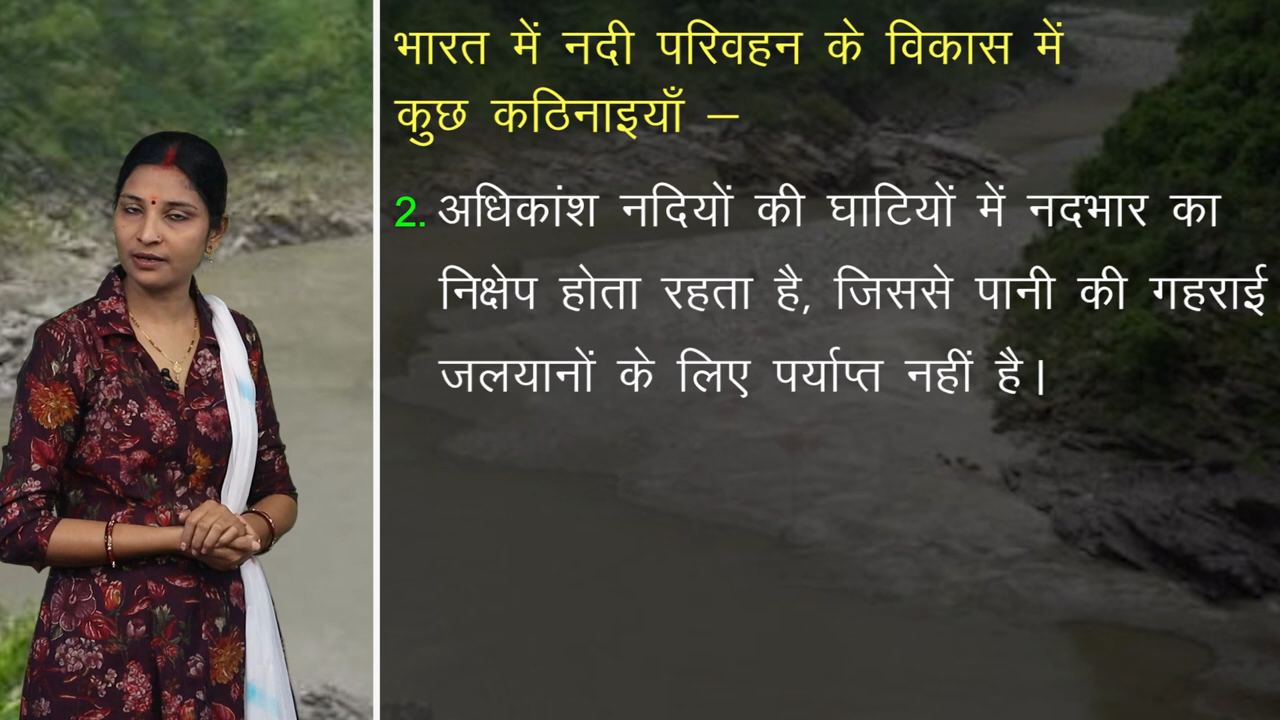 भारत में नदी परिवहन के विकास में
कुछ कठिनाइयाँ –
2. अधिकांश नदियों की घाटियों में नदभार का
निक्षेप होता रहता है, जिससे पानी की गहराई
जलयानों के लिए पर्याप्त नहीं है।